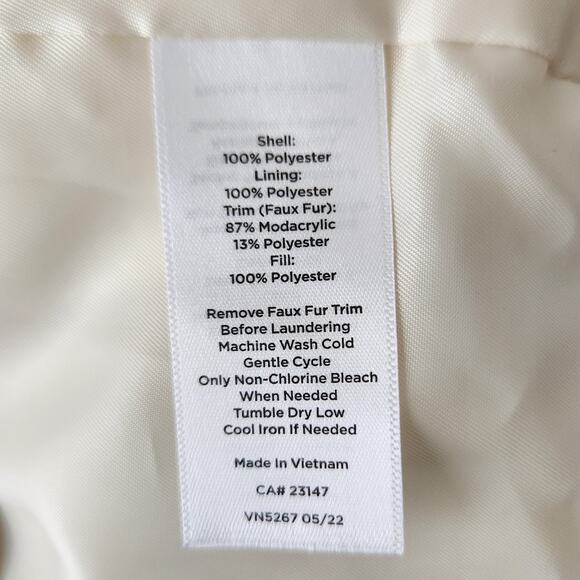 Shell:
100% Polyester
Lining:
100% Polyester
Trim (Faux Fur):
87% Modacrylic
13% Polyester
Fill:
100% Polyester
Remove Faux Fur Trim
Before Laundering
Machine Wash Cold
Gentle Cycle
Only Non-Chlorine Bleach
When Needed
Tumble Dry Low
Cool Iron If Needed
Made In Vietnam
CA# 23147
VN5267 05/22